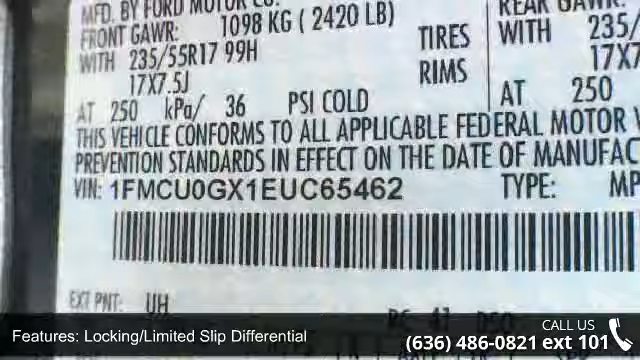 MFD. BY FORD MOTOR CO.
FRONT GAWR: 1098 KG ( 2420 LB)
WITH 235/55R17 99H TIRES
17X7.5J RIMS
AT 250 kPa/ 36 PSI COLD
REAR GAWR:
WITH 235/
17X7
AT 250
THIS VEHICLE CONFORMS TO ALL APPLICABLE FEDERAL MOTOR
PREVENTION STANDARDS IN EFFECT ON THE DATE OF MANUFAC
VIN: 1FMCU0GX1EUC65462 TYPE: MP
EXT PNT: UH
Features: Locking/Limited Slip Differential
CALL US
(636) 486-0821 ext 101